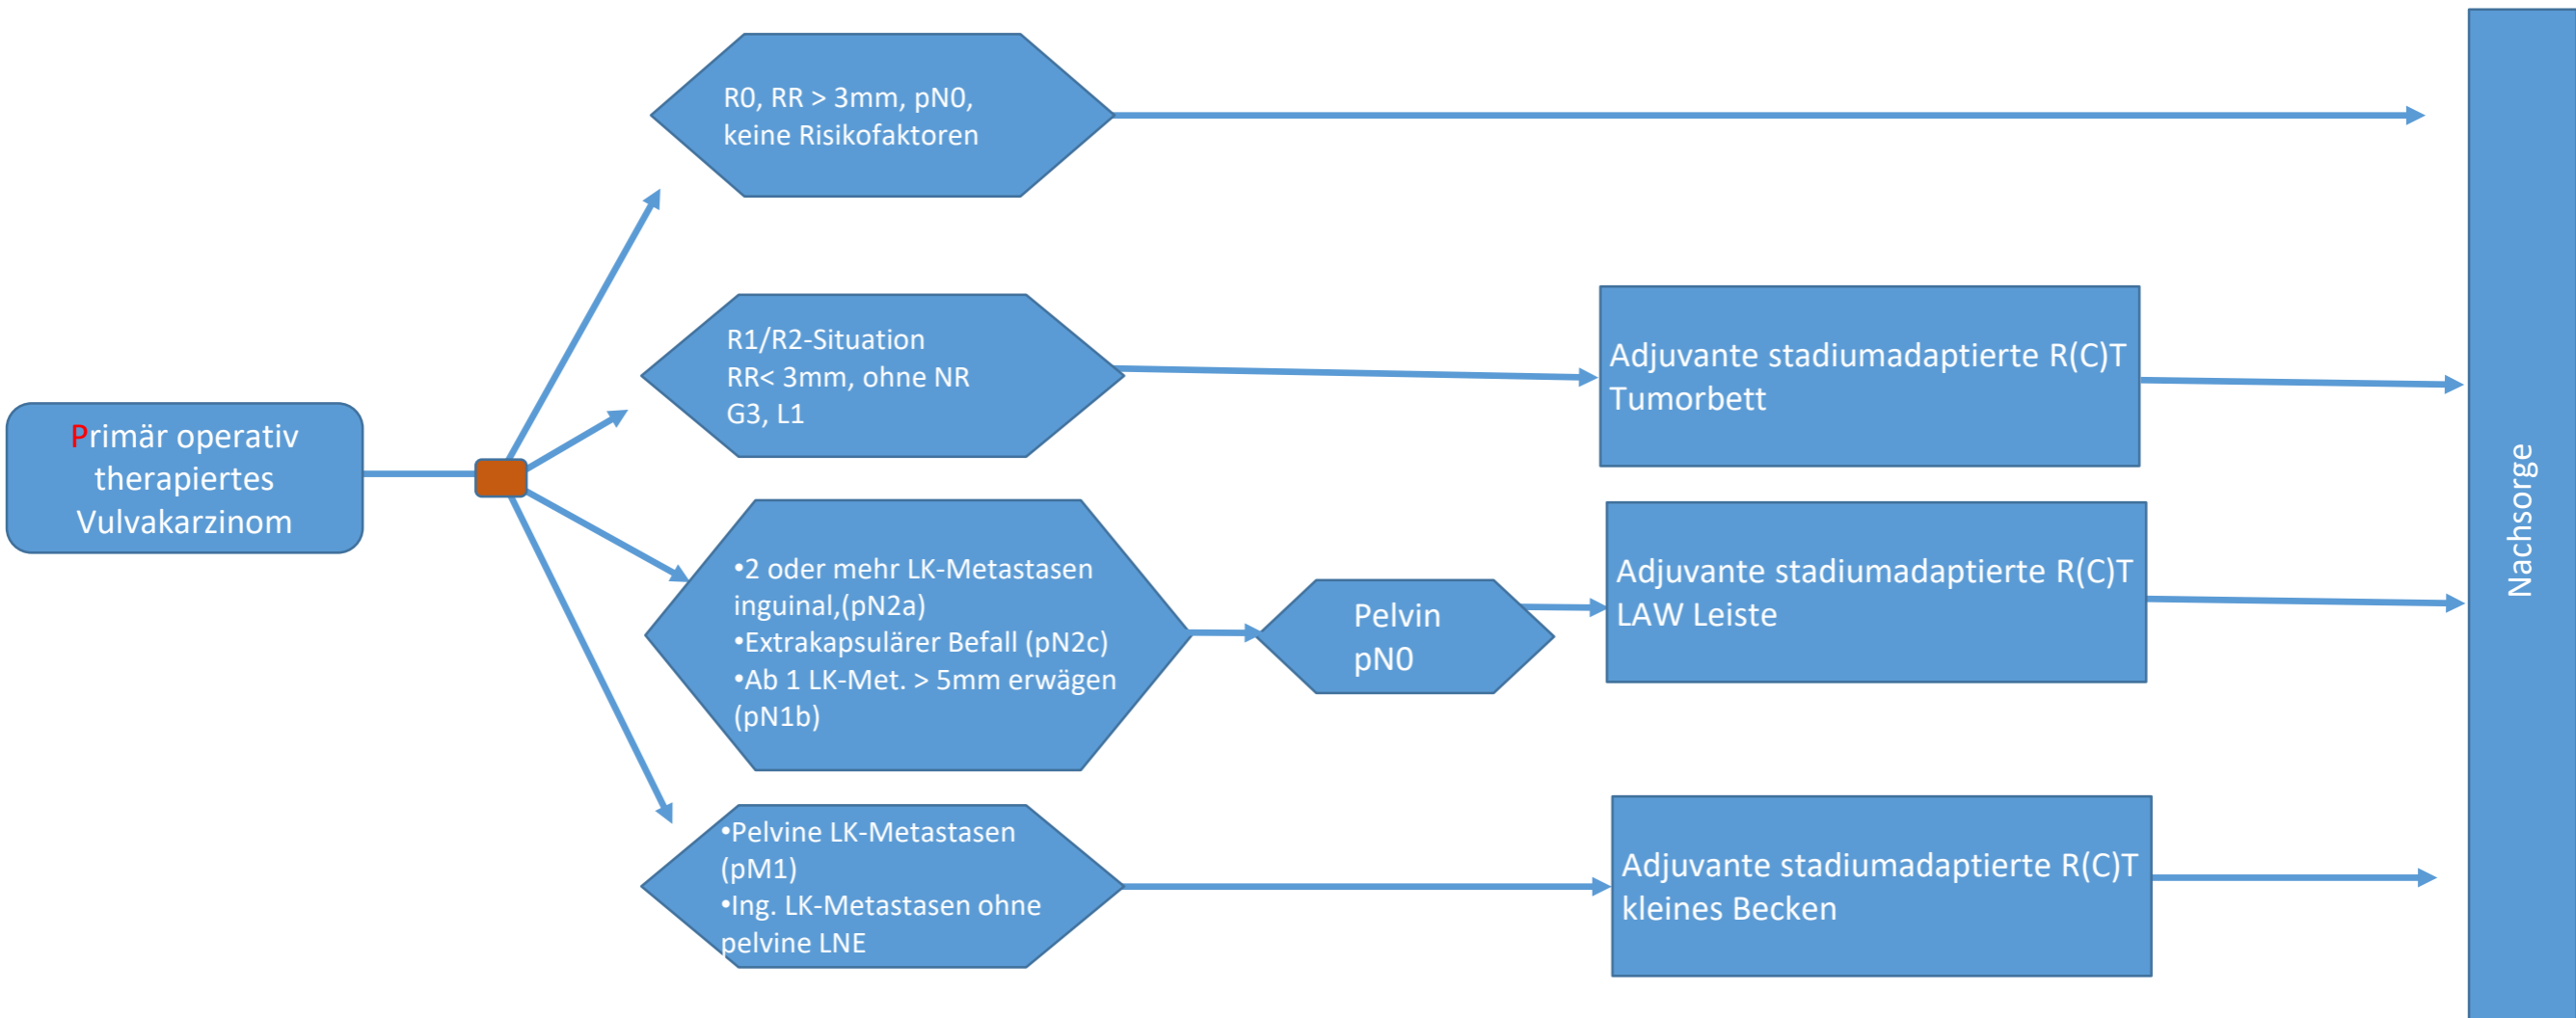 Primär operativ
therapiertes
Vulvakarzinom
R0, RR > 3mm, pN0,
keine Risikofaktoren
R1/R2-Situation
RR< 3mm, ohne NR
G3, L1
Adjuvante stadiumadaptierte R(C)T
Tumorbett
•2 oder mehr LK-Metastasen
inguinal,(pN2a)
•Extrakapsulärer Befall (pN2c)
•Ab 1 LK-Met. > 5mm erwägen
(pN1b)
Pelvin
pN0
Adjuvante stadiumadaptierte R(C)T
LAW Leiste
•Pelvine LK-Metastasen
(pM1)
•Ing. LK-Metastasen ohne
pelvine LNE
Adjuvante stadiumadaptierte R(C)T
kleines Becken
Nachsorge